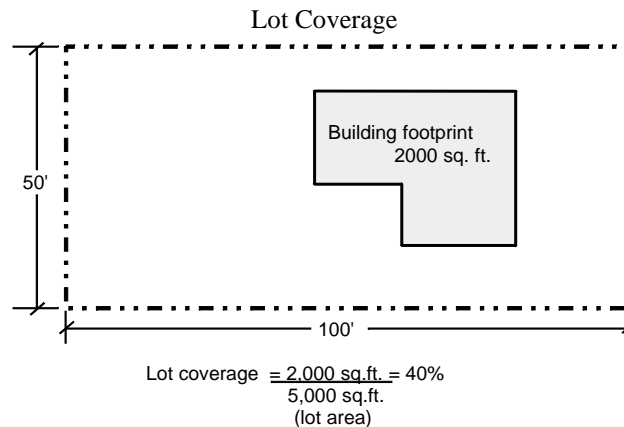 Lot Coverage
Building footprint
2000 sq. ft.
50'
100'
Lot coverage = 2,000 sq.ft. = 40%
5,000 sq.ft.
(lot area)